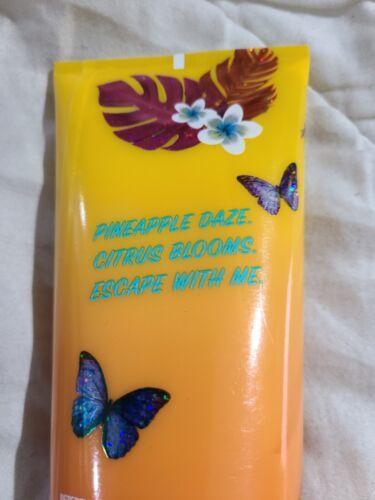 PINEAPPLE DAZE.
CITRUS BLOOMS.
ESCAPE WITH ME.